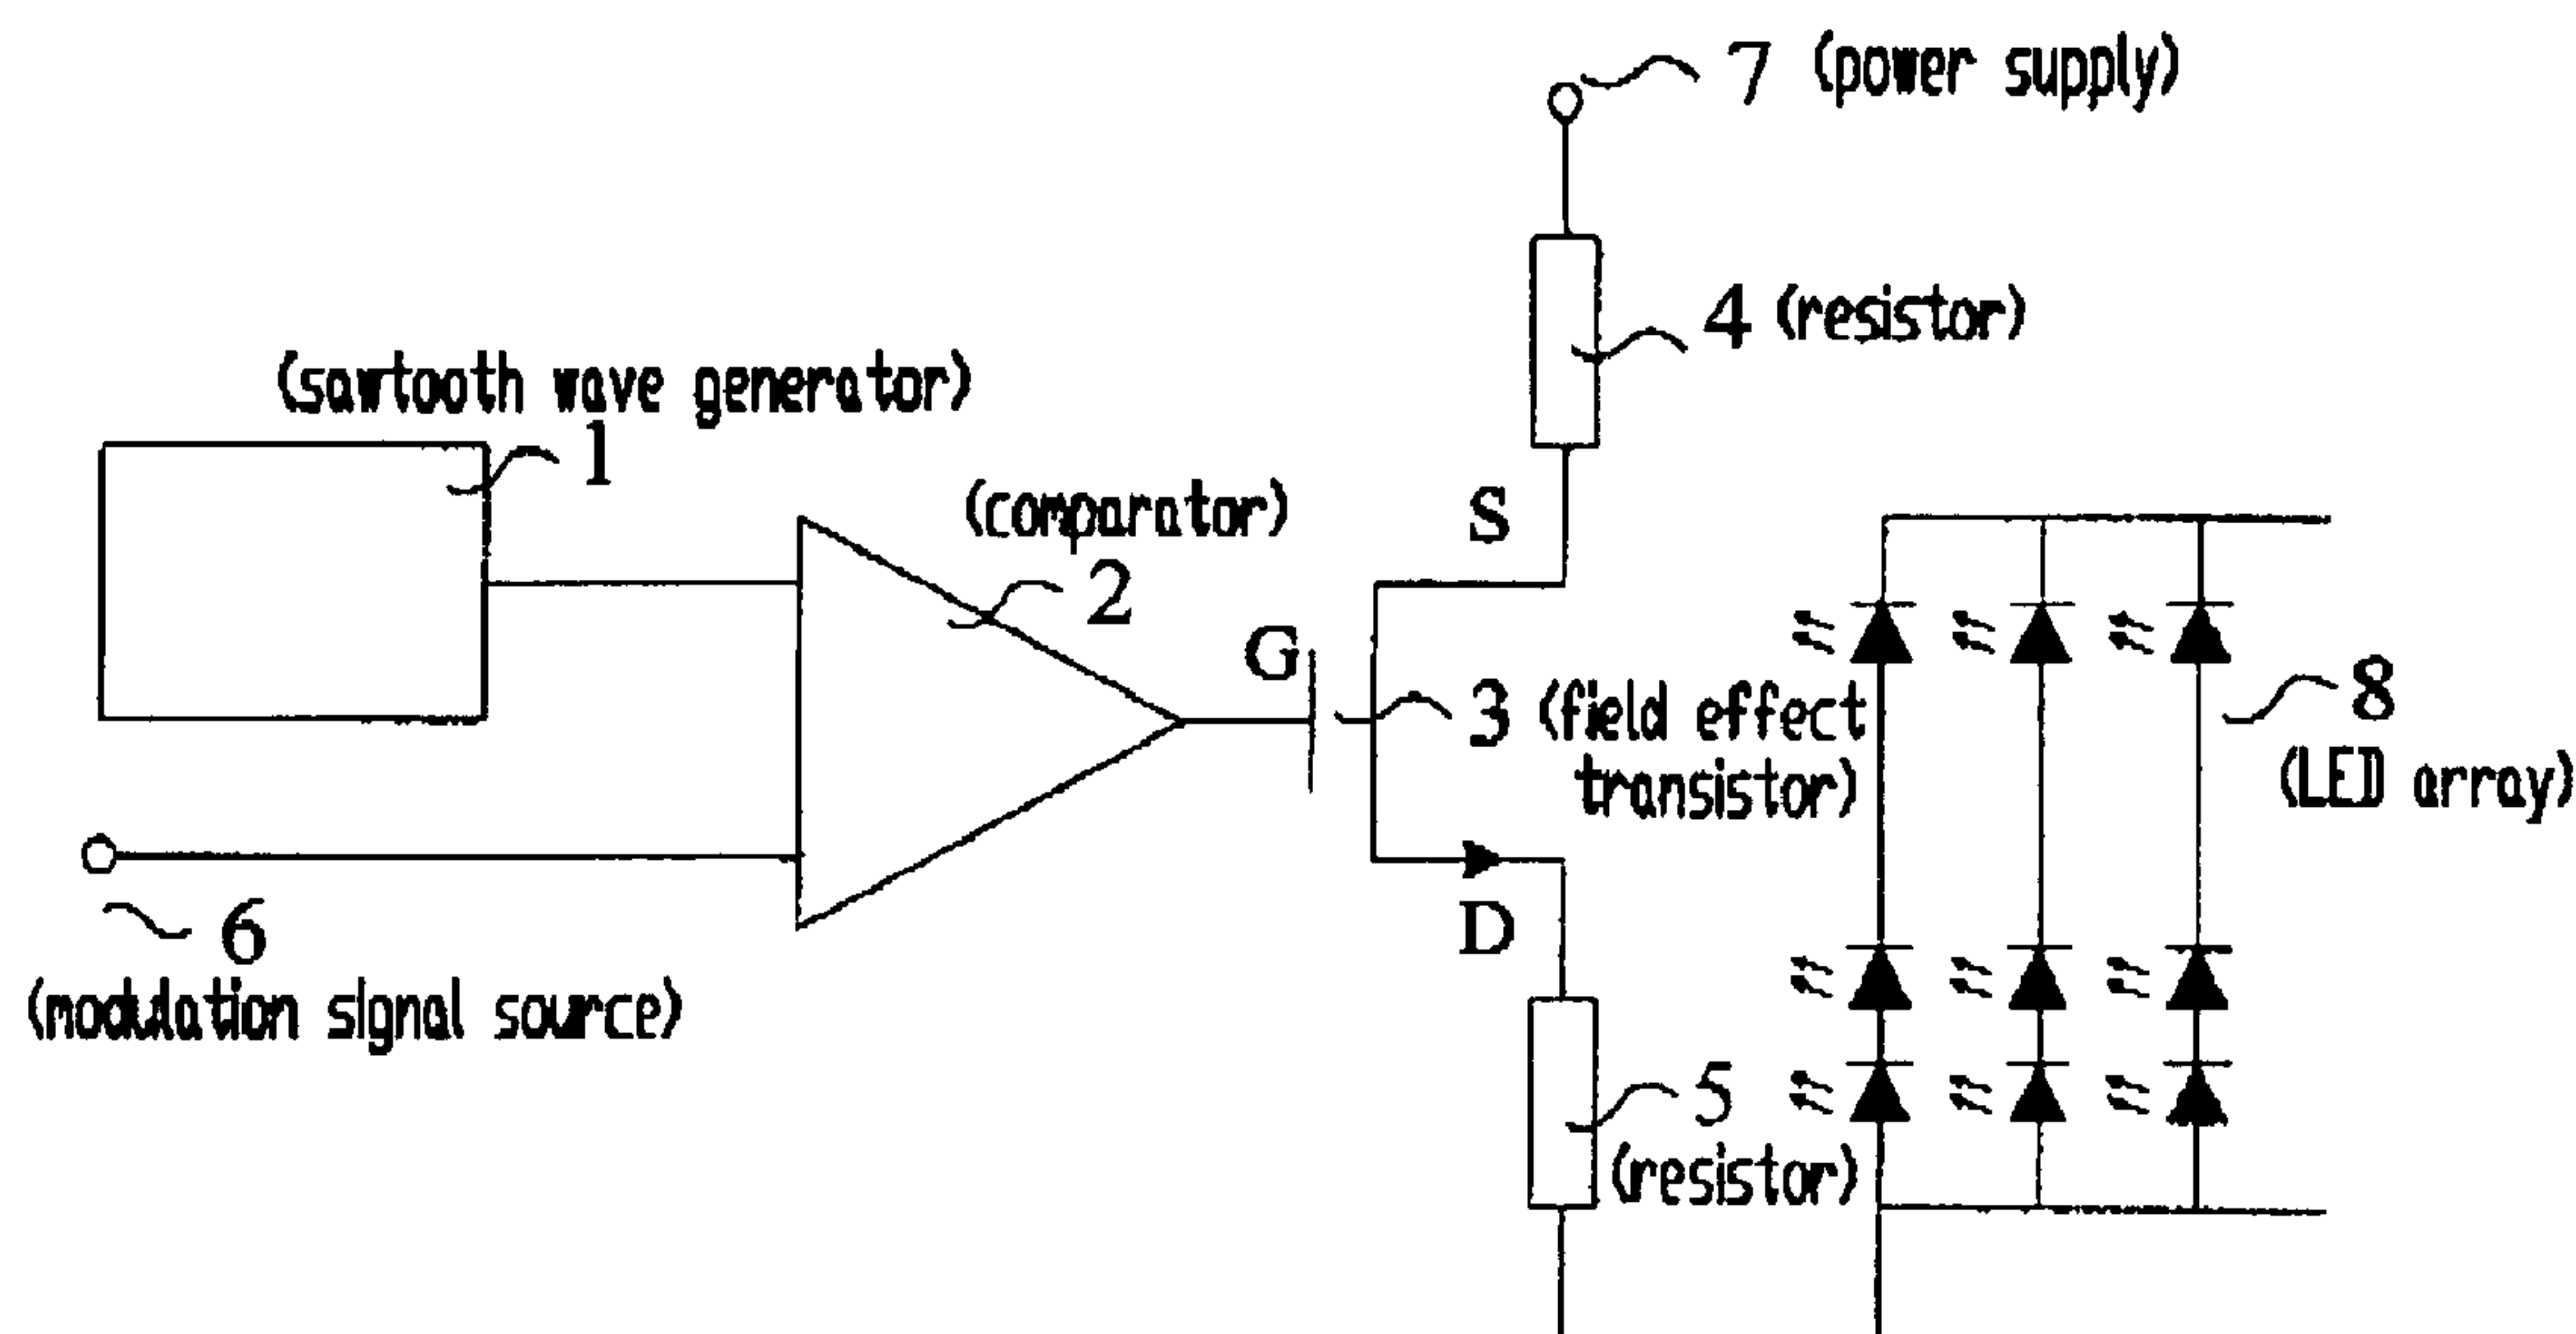 7 (power supply)
4 (resistor)
(sawtooth wave generator)
1
(comparator)
2
S
G
3 (field effect
transistor)
8
(LED array)
D
6
(modulation signal source)
5
(resistor)